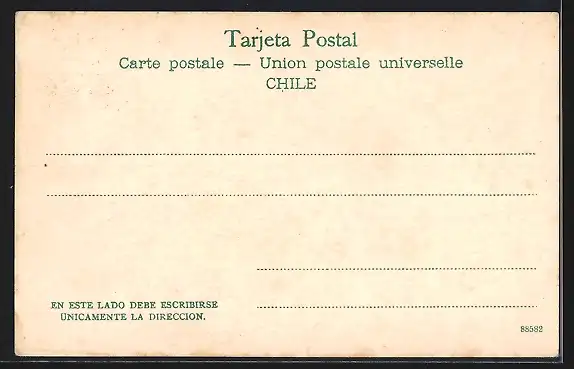 Tarjeta Postal
Carte postale — Union postale universelle
CHILE
EN ESTE LADO DEBE ESCRIBIRSE
UNICAMENTE LA DIRECCION.
88582